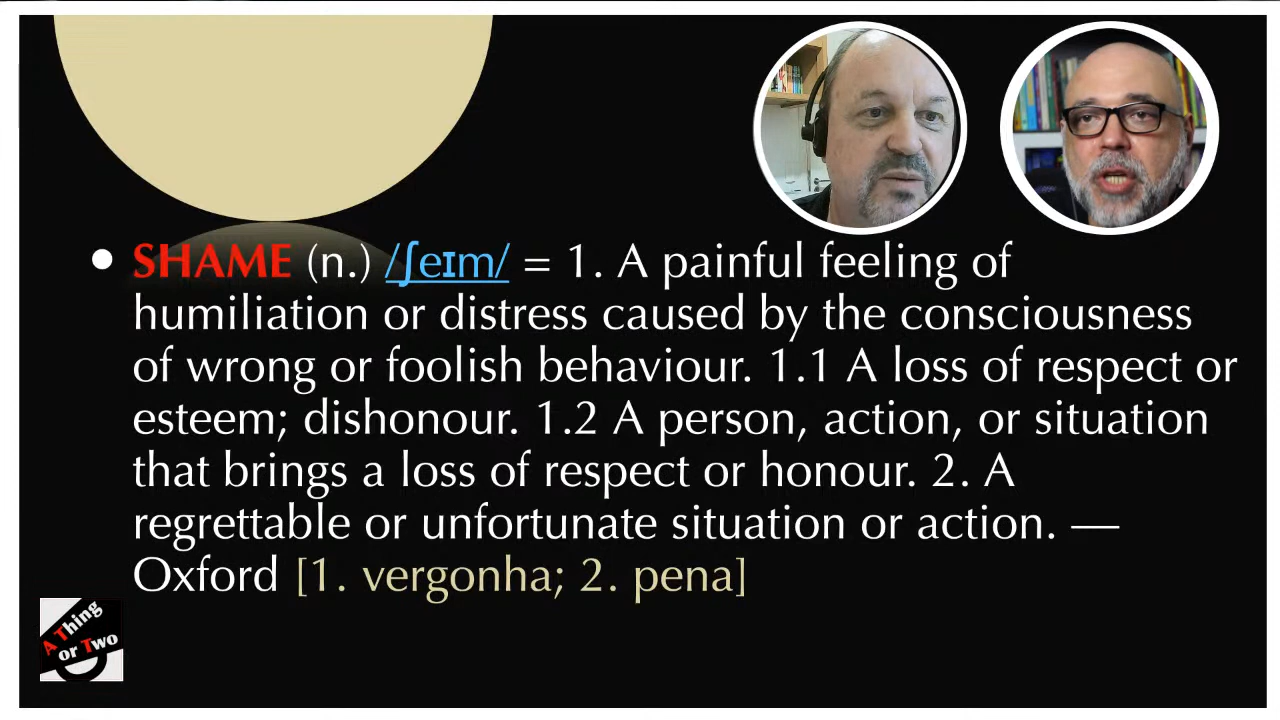 • SHAME (n.) /ʃeɪm/ = 1. A painful feeling of
humiliation or distress caused by the consciousness
of wrong or foolish behaviour. 1.1 A loss of respect or
esteem; dishonour. 1.2 A person, action, or situation
that brings a loss of respect or honour. 2. A
regrettable or unfortunate situation or action. —
Oxford [1. vergonha; 2. pena]
A Thing
or Two